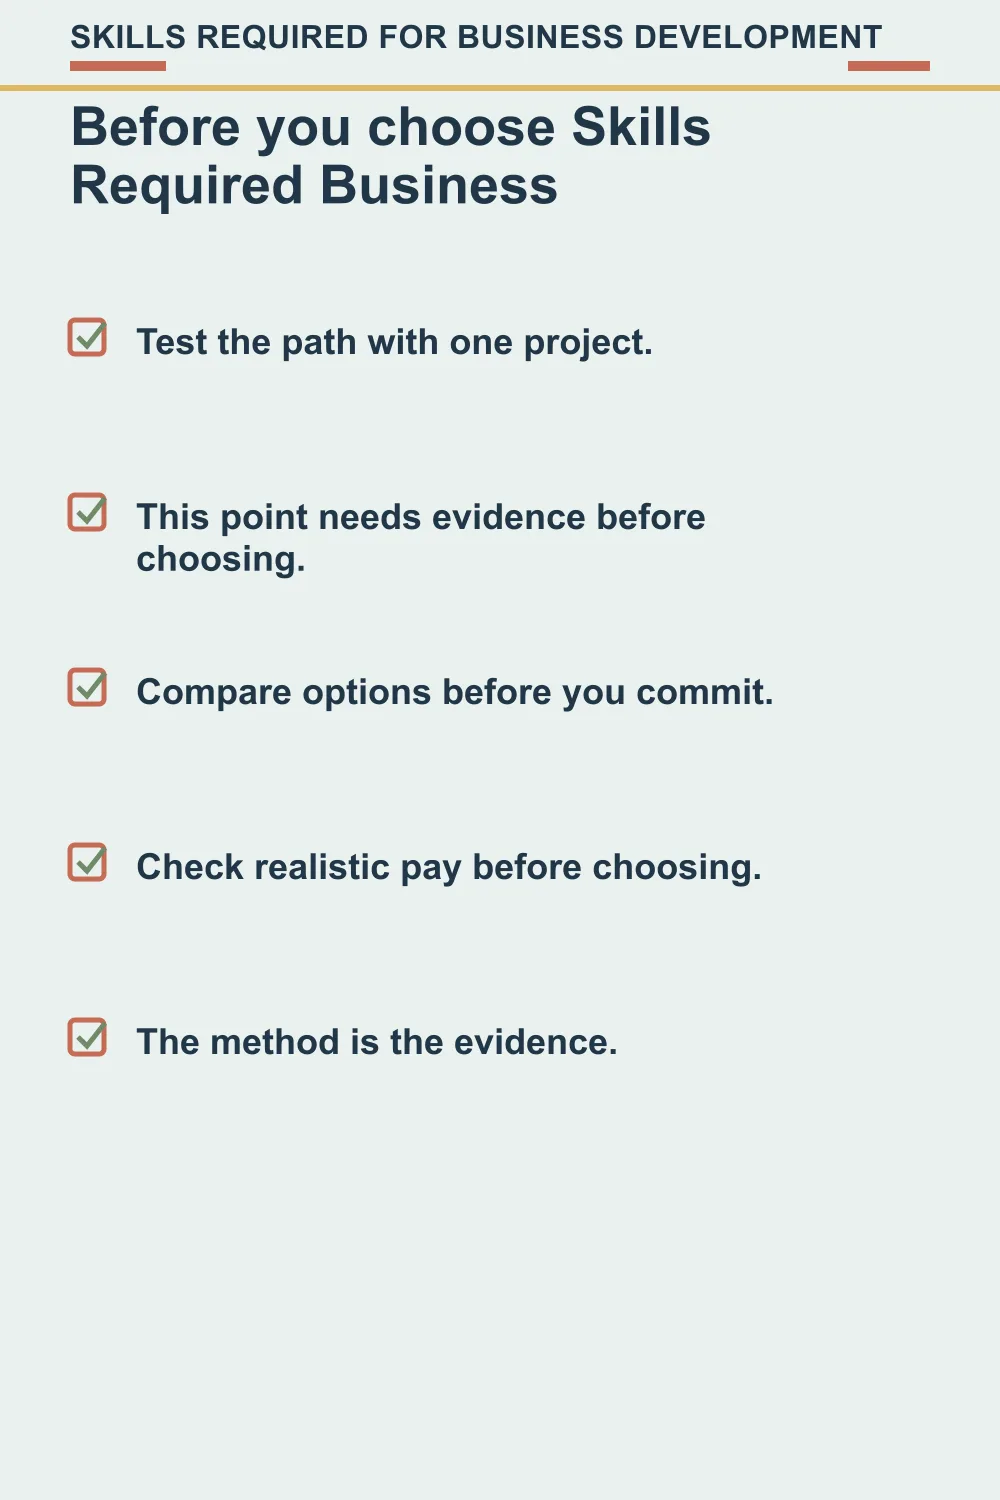 SKILLS REQUIRED FOR BUSINESS DEVELOPMENT
Before you choose Skills
Required Business
Test the path with one project.
This point needs evidence before
choosing.
Compare options before you commit.
Check realistic pay before choosing.
The method is the evidence.